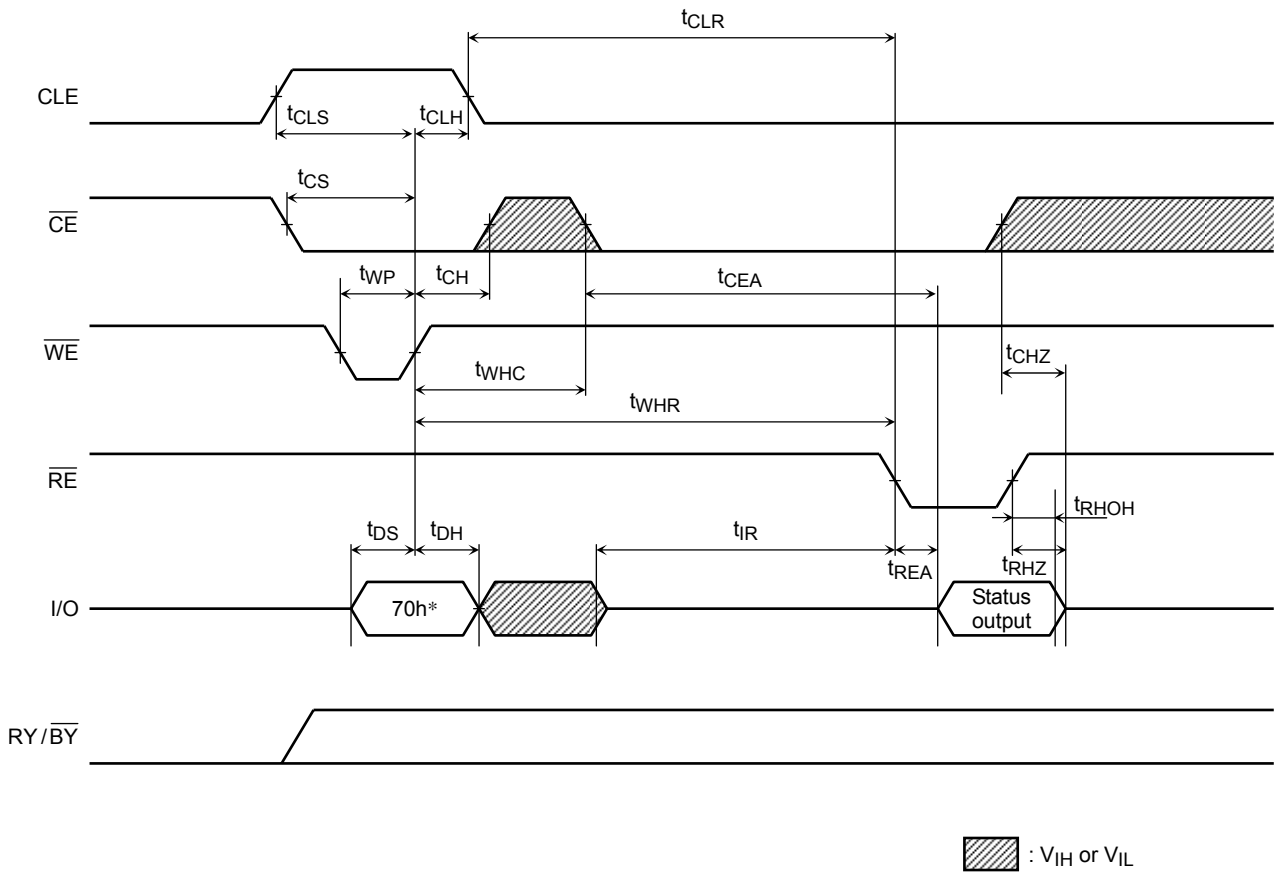 tCLR
CLE
tCLS
tCLH
tCS
CE
tWP
tCH
tCEA
WE
tCHZ
tWHC
tWHR
RE
tRHOH
tDS
tDH
tIR
tREA
tRHZ
I/O
70h*
Status
output
RY/BY
: VIH or VIL